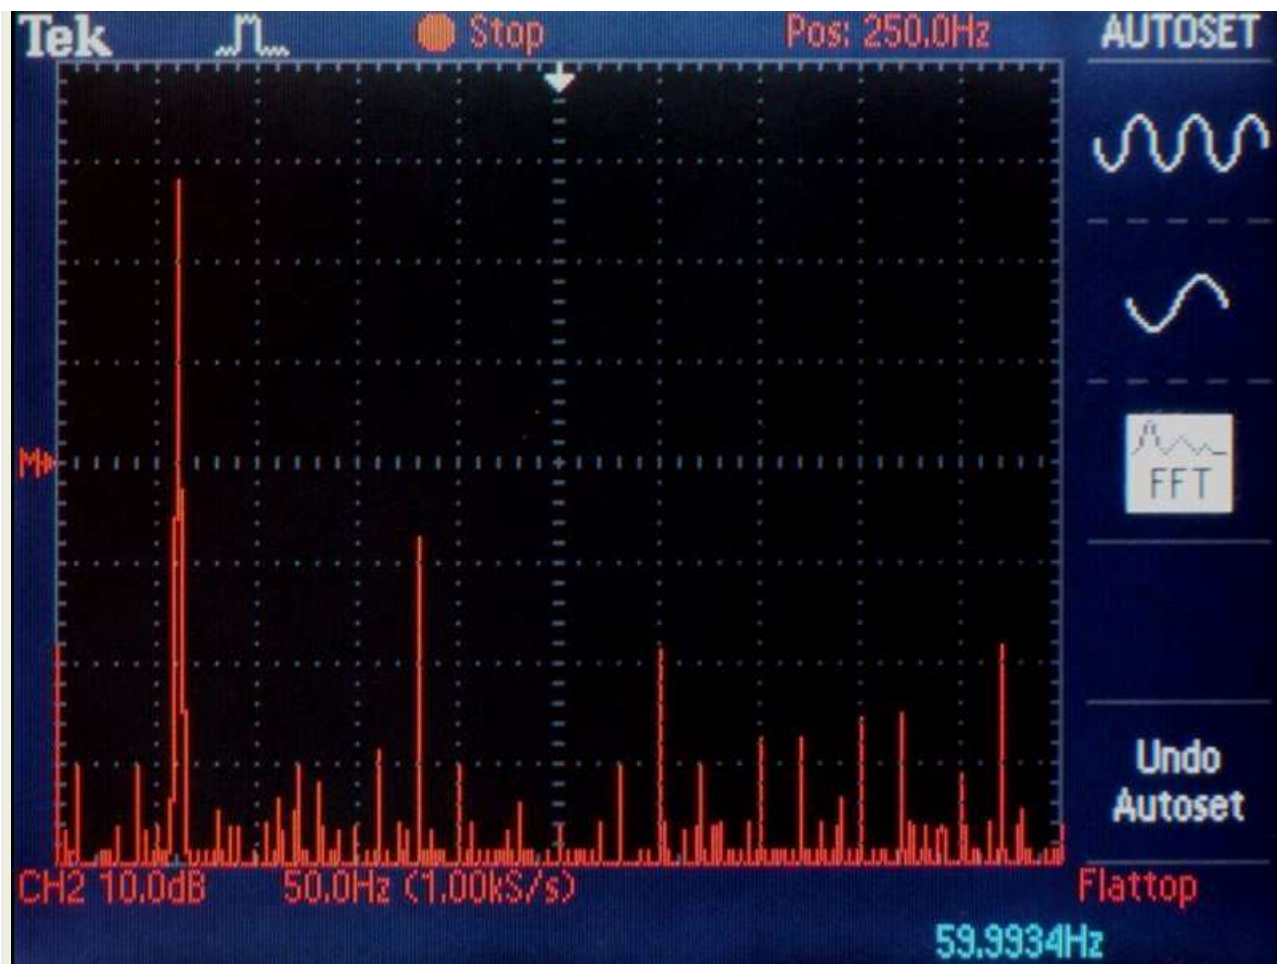 Tek Stop Pos: 250.0Hz AUTOSET
M
FFT
Undo
Autoset
CH2 10.0dB 50.0Hz (1.00kS/s) Flattop
59.9934Hz